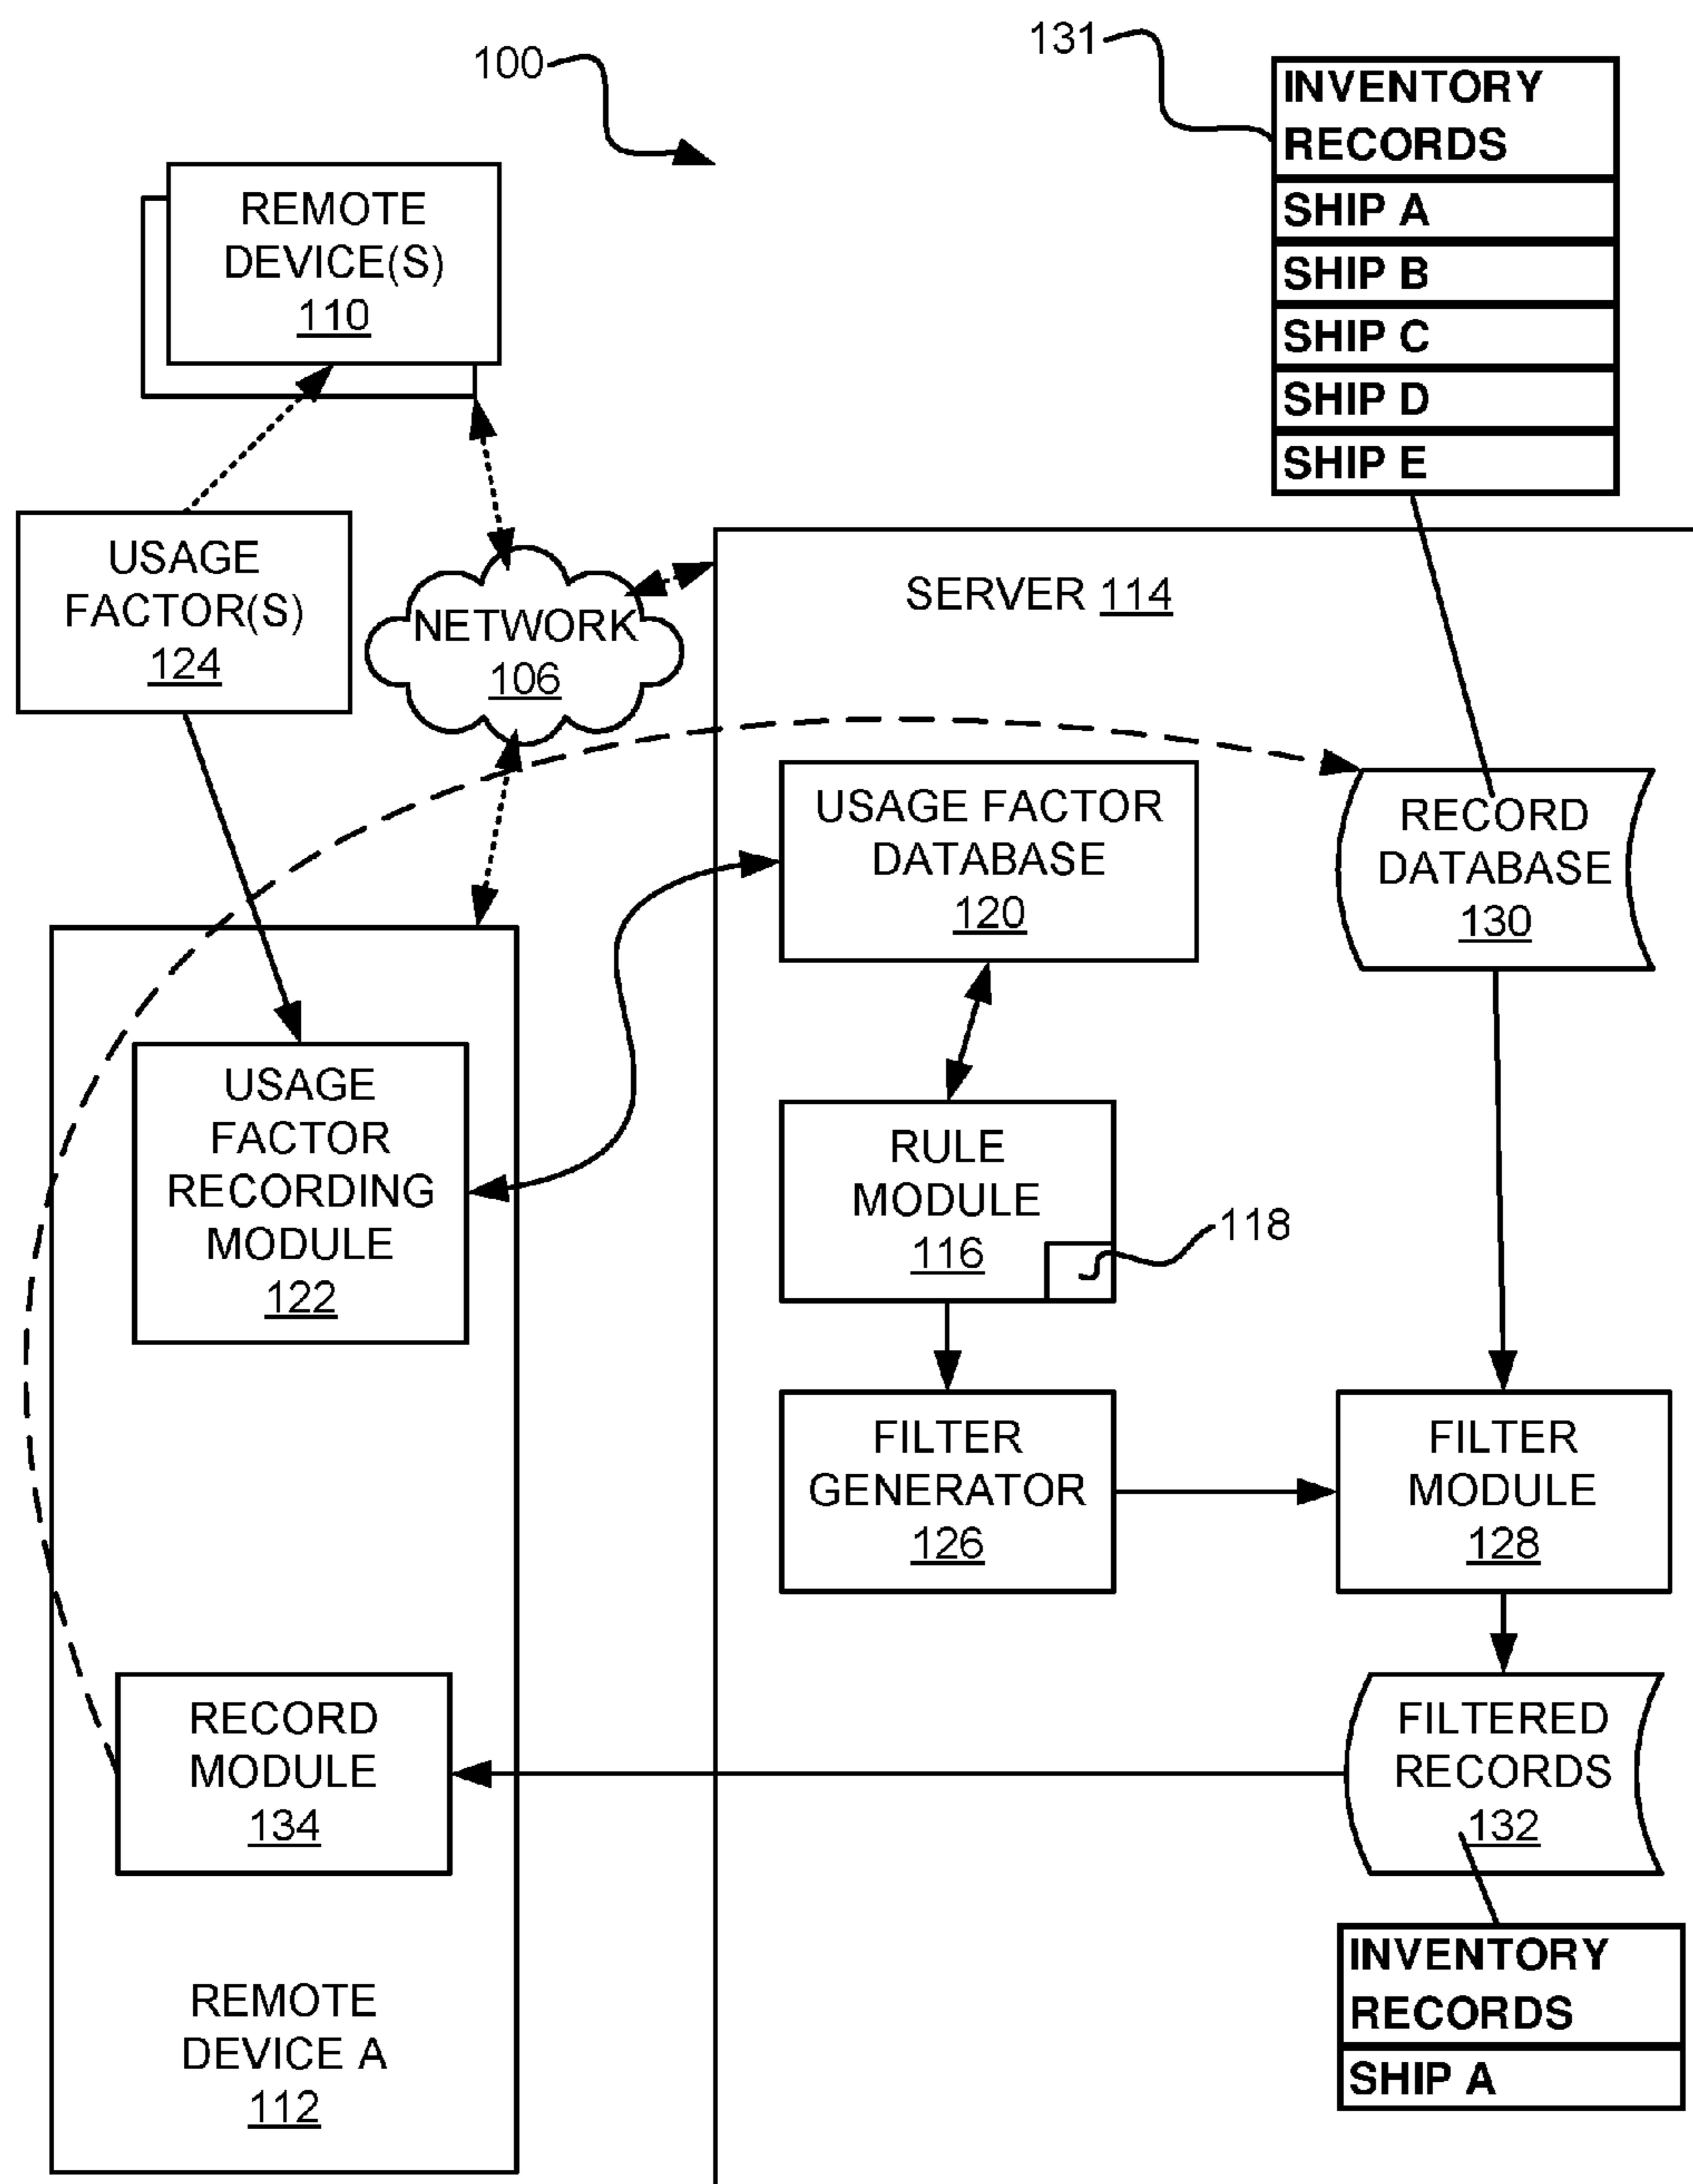 100
131
INVENTORY
RECORDS
SHIP A
SHIP B
SHIP C
SHIP D
SHIP E
REMOTE
DEVICE(S)
110
USAGE
FACTOR(S)
124
NETWORK
106
SERVER 114
USAGE FACTOR
DATABASE
120
RECORD
DATABASE
130
USAGE
FACTOR
RECORDING
MODULE
122
RULE
MODULE
116
118
FILTER
GENERATOR
126
FILTER
MODULE
128
RECORD
MODULE
134
FILTERED
RECORDS
132
INVENTORY
RECORDS
SHIP A
REMOTE
DEVICE A
112